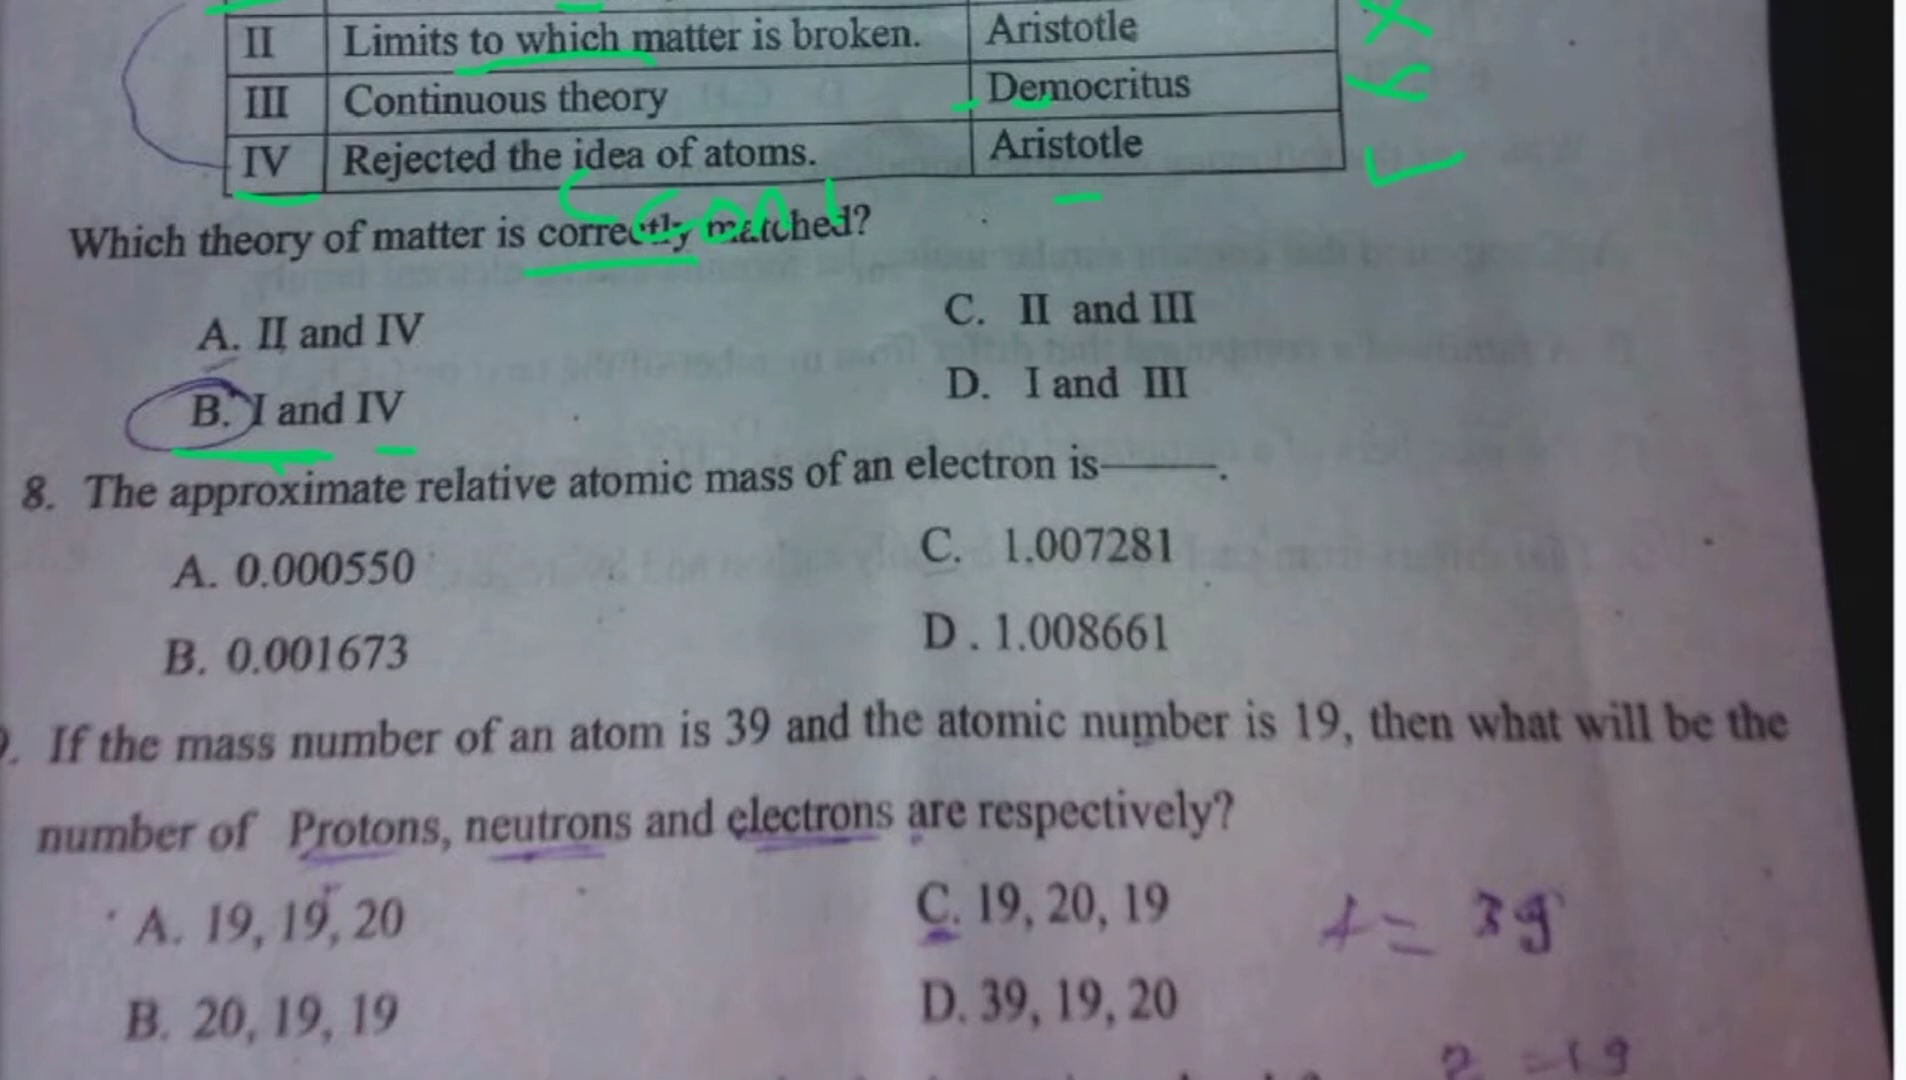 II Limits to which matter is broken. Aristotle
III Continuous theory Democritus
IV Rejected the idea of atoms. Aristotle
Which theory of matter is correctly matched?
A. II and IV C. II and III
B. I and IV D. I and III
8. The approximate relative atomic mass of an electron is———.
A. 0.000550 C. 1.007281
B. 0.001673 D. 1.008661
. If the mass number of an atom is 39 and the atomic number is 19, then what will be the
number of Protons, neutrons and electrons are respectively?
A. 19, 19, 20 C. 19, 20, 19 = 39
B. 20, 19, 19 D. 39, 19, 20
= 19